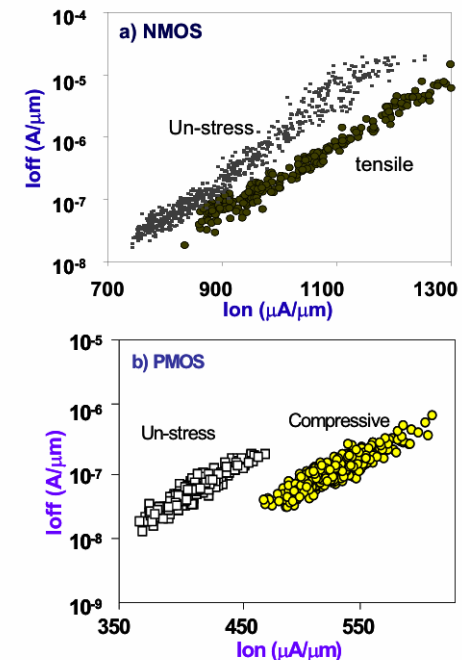 a) NMOS
10-4
10-5
10-6
10-7
10-8
Ioff (A/μm)
Un-stress
tensile
700 900 1100 1300
Ion (μA/μm)
b) PMOS
10-5
10-6
10-7
10-8
10-9
Ioff (A/μm)
Un-stress
Compressive
350 450 550
Ion (μA/μm)